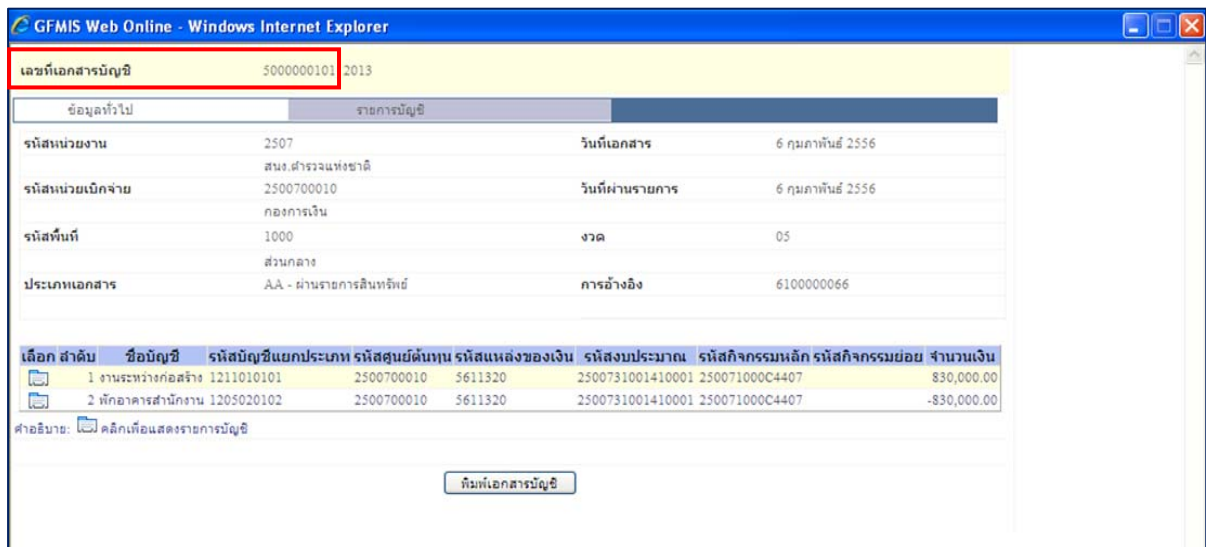 GFMIS Web Online - Windows Internet Explorer
เลขที่เอกสารบัญชี 5000000101 2013
ข้อมูลทั่วไป รายการบัญชี
รหัสหน่วยงาน 2507 วันที่เอกสาร 6 กุมภาพันธ์ 2556
สนง.ตำรวจแห่งชาติ
รหัสหน่วยเบิกจ่าย 2500700010 วันที่ผ่านรายการ 6 กุมภาพันธ์ 2556
กองการเงิน
รหัสพื้นที่ 1000 งวด 05
ส่วนกลาง
ประเภทเอกสาร AA - ผ่านรายการสินทรัพย์ การอ้างอิง 6100000066
เลือก ลำดับ ชื่อบัญชี รหัสบัญชีแยกประเภท รหัสศูนย์ต้นทุน รหัสแหล่งของเงิน รหัสงบประมาณ รหัสกิจกรรมหลัก รหัสกิจกรรมย่อย จำนวนเงิน
1 งานระหว่างก่อสร้าง 1211010101 2500700010 5611320 2500731001410001 250071000C4407 830,000.00
2 พักอาคารสำนักงาน 1205020102 2500700010 5611320 2500731001410001 250071000C4407 -830,000.00
คำอธิบาย: คลิกเพื่อแสดงรายการบัญชี
พิมพ์เอกสารบัญชี